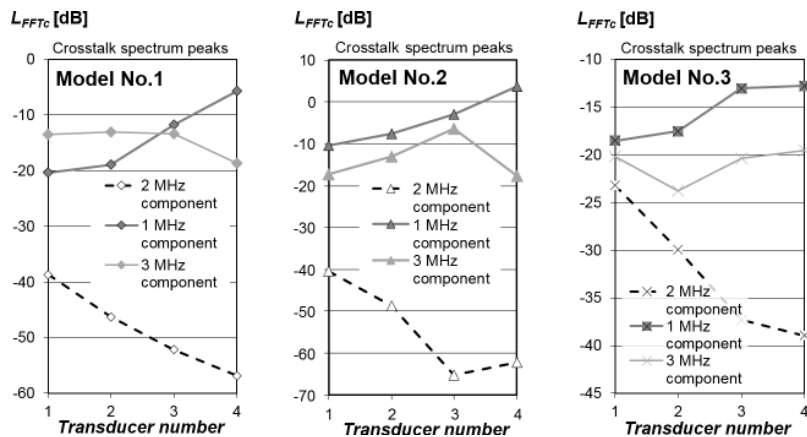 L_FFTc [dB]
Crosstalk spectrum peaks
0
Model No.1
-10
-20
-30
-40
-50
-60
2 MHz
component
1 MHz
component
3 MHz
component
1 2 3 4
Transducer number
L_FFTc [dB]
Crosstalk spectrum peaks
20
Model No.2
10
0
-10
-20
-30
-40
-50
-60
-70
2 MHz
component
1 MHz
component
3 MHz
component
1 2 3 4
Transducer number
L_FFTc [dB]
Crosstalk spectrum peaks
-10
Model No.3
-15
-20
-25
-30
-35
-40
-45
2 MHz
component
1 MHz
component
3 MHz
component
1 2 3 4
Transducer number